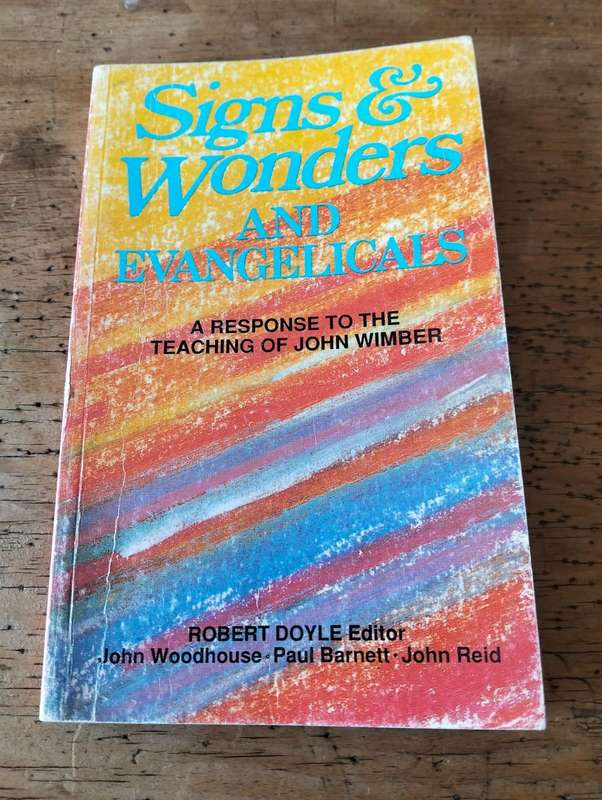 Signs &
Wonders
AND
EVANGELICALS
A RESPONSE TO THE
TEACHING OF JOHN WIMBER
ROBERT DOYLE Editor
John Woodhouse · Paul Barnett · John Reid